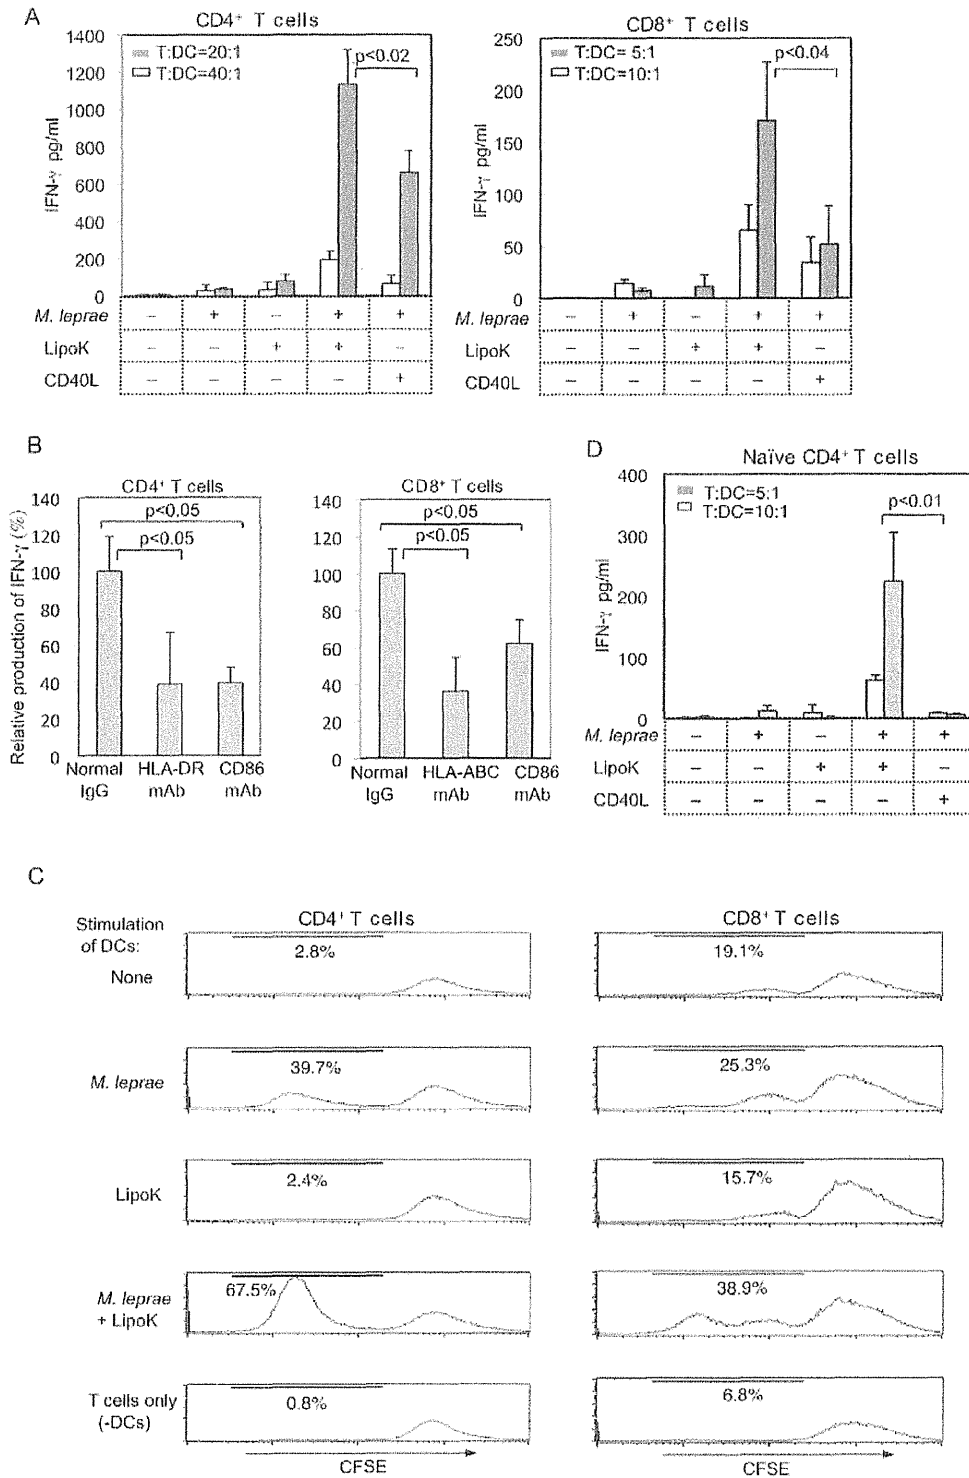 A
CD4⁺ T cells
IFN-γ pg/ml
1400
1200
1000
800
600
400
200
0
T:DC=20:1
T:DC=40:1
p<0.02
M. leprae – + – + +
LipoK – – + + –
CD40L – – – – +
CD8⁺ T cells
IFN-γ pg/ml
250
200
150
100
50
0
T:DC= 5:1
T:DC=10:1
p<0.04
M. leprae – + – + +
LipoK – – + + –
CD40L – – – – +
B
Relative production of IFN-γ (%)
CD4⁺ T cells
140
120
100
80
60
40
20
0
p<0.05
p<0.05
Normal IgG
HLA-DR mAb
CD86 mAb
CD8⁺ T cells
140
120
100
80
60
40
20
0
p<0.05
p<0.05
Normal IgG
HLA-ABC mAb
CD86 mAb
D
Naïve CD4⁺ T cells
IFN-γ pg/ml
400
300
200
100
0
T:DC=5:1
T:DC=10:1
p<0.01
M. leprae – + – + +
LipoK – – + + –
CD40L – – – – +
C
Stimulation of DCs:
CD4⁺ T cells
CD8⁺ T cells
None
2.8%
19.1%
M. leprae
39.7%
25.3%
LipoK
2.4%
15.7%
M. leprae + LipoK
67.5%
38.9%
T cells only (-DCs)
0.8%
6.8%
CFSE
CFSE